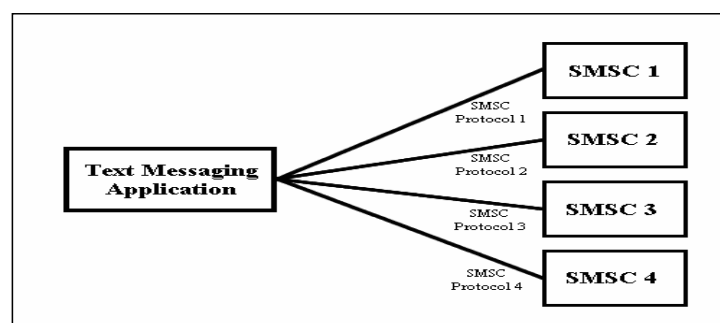 SMSC 1
SMSC
Protocol 1
SMSC 2
Text Messaging
Application
SMSC
Protocol 2
SMSC 3
SMSC
Protocol 3
SMSC 4
SMSC
Protocol 4